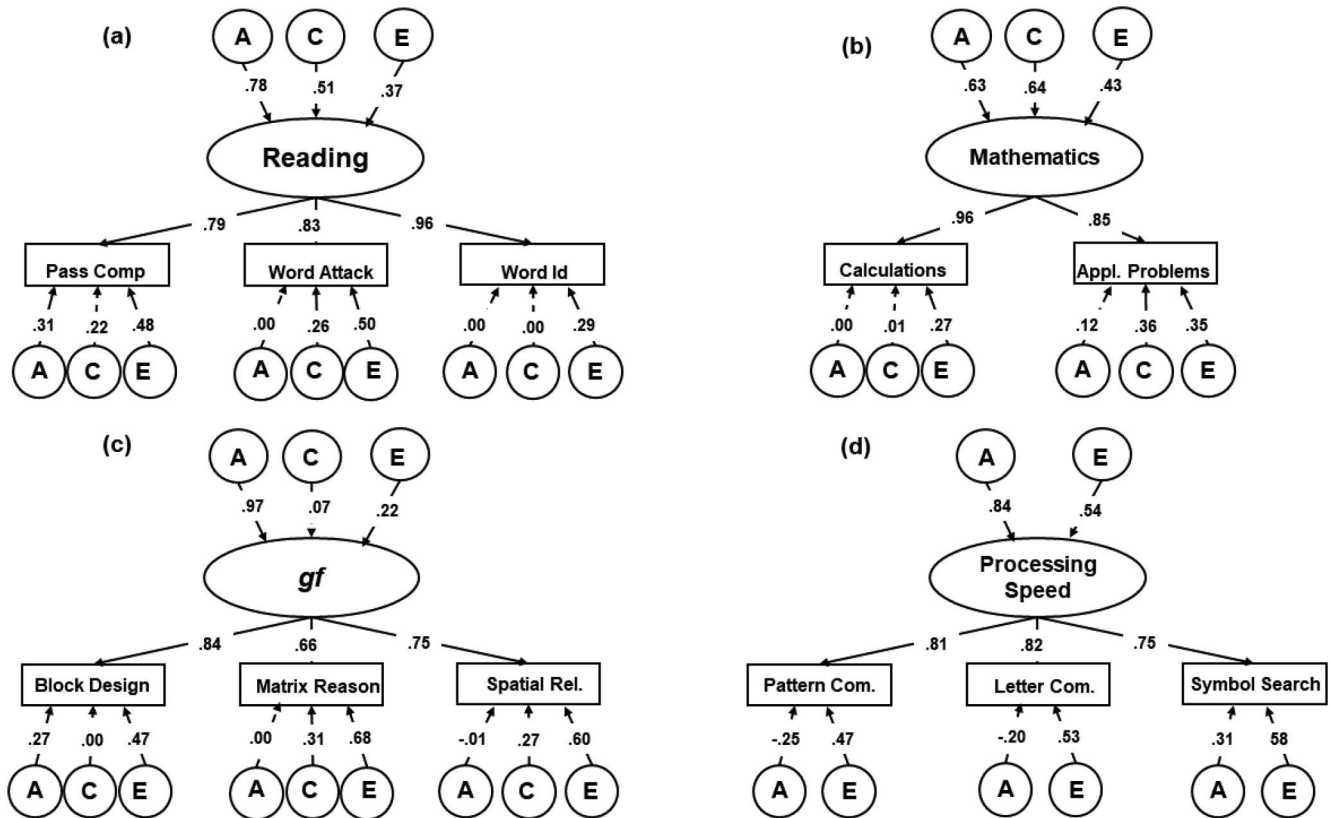 (a)
A C E
.78 .51 .37
Reading
.79 .83 .96
Pass Comp Word Attack Word Id
.31 .22 .48 .00 .26 .50 .00 .00 .29
A C E A C E A C E
(b)
A C E
.63 .64 .43
Mathematics
.96 .85
Calculations Appl. Problems
.00 .01 .27 .12 .36 .35
A C E A C E
(c)
A C E
.97 .07 .22
gf
.84 .66 .75
Block Design Matrix Reason Spatial Rel.
.27 .00 .47 .00 .31 .68 -.01 .27 .60
A C E A C E A C E
(d)
A E
.84 .54
Processing
Speed
.81 .82 .75
Pattern Com. Letter Com. Symbol Search
-.25 .47 -.20 .53 .31 58
A E A E A E